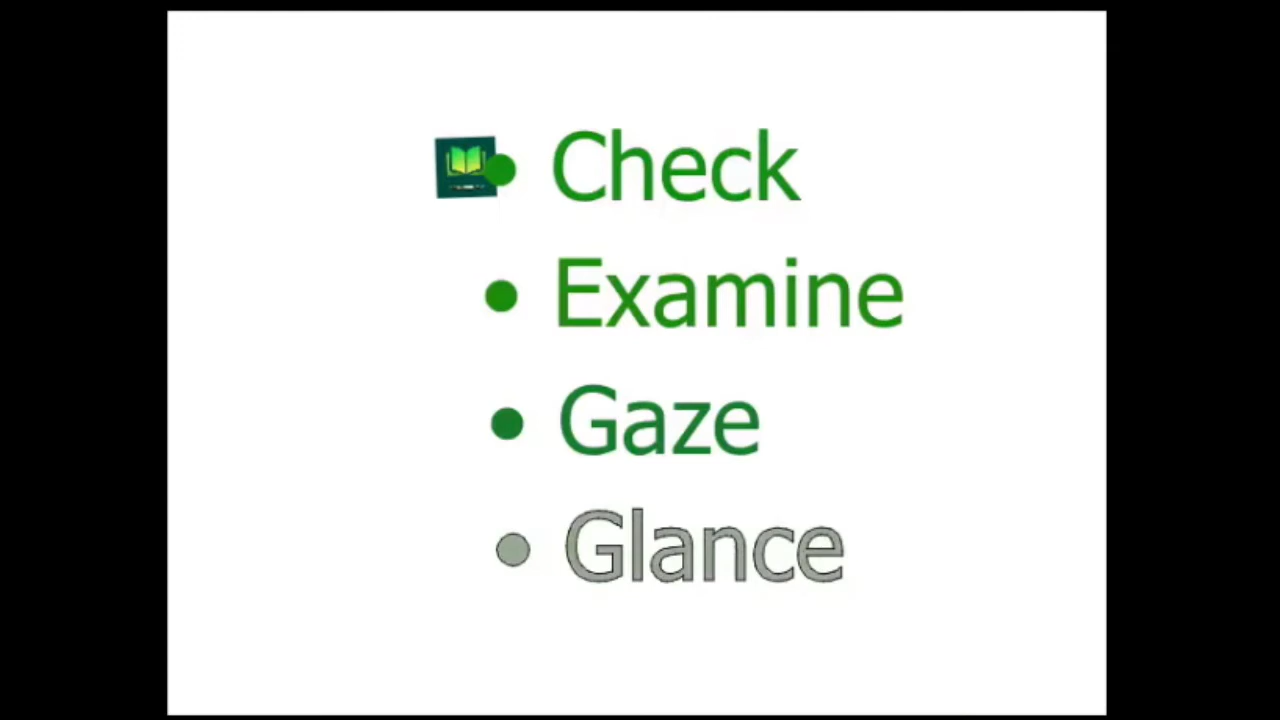 • Check
• Examine
• Gaze
• Glance